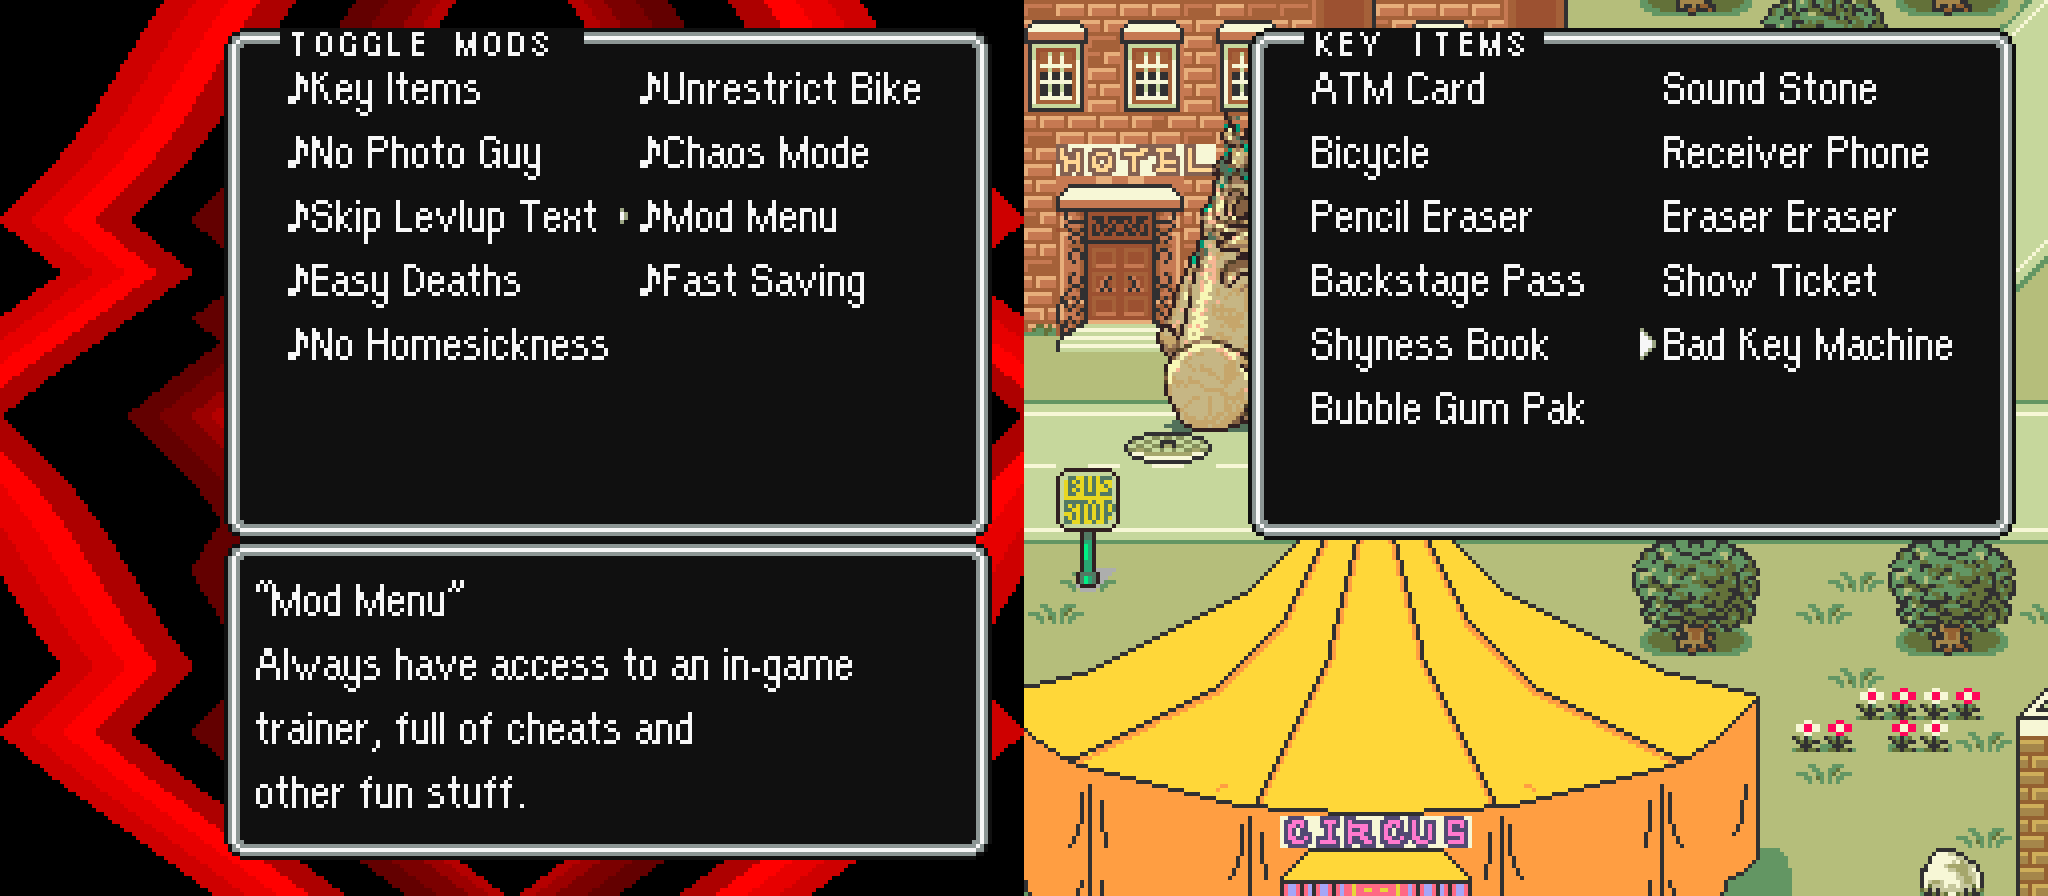 TOGGLE MODS
♪Key Items ♪Unrestrict Bike
♪No Photo Guy ♪Chaos Mode
♪Skip Levlup Text ♪Mod Menu
♪Easy Deaths ♪Fast Saving
♪No Homesickness
“Mod Menu”
Always have access to an in-game
trainer, full of cheats and
other fun stuff.
KEY ITEMS
ATM Card Sound Stone
Bicycle Receiver Phone
Pencil Eraser Eraser Eraser
Backstage Pass Show Ticket
Shyness Book Bad Key Machine
Bubble Gum Pak
HOTEL
BUS
STOP
CIRCUS